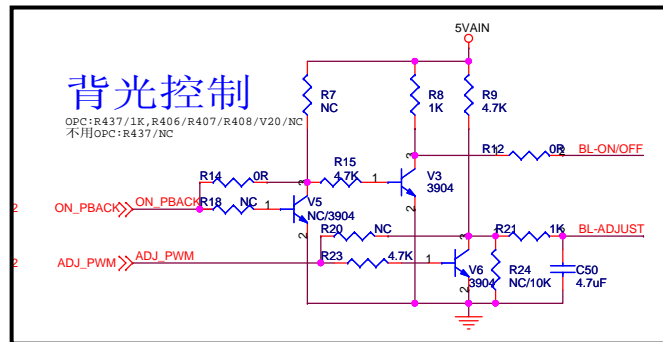 5VAIN
背光控制
R7
NC
R8
1K
R9
4.7K
OPC:R437/1K,R406/R407/R408/V20/NC
不用OPC:R437/NC
R12
0R
2
BL-ON/OFF
R14
0R
3
R15
4.7K
1
3
V3
3904
2
2
ON_PBACK
ON_PBACK
R18
NC
1
V5
NC/3904
2
R20
NC
3
R21
1K
2
BL-ADJUST
2
ADJ_PWM
ADJ_PWM
R23
4.7K
1
V6
3904
2
R24
NC/10K
C50
4.7uF